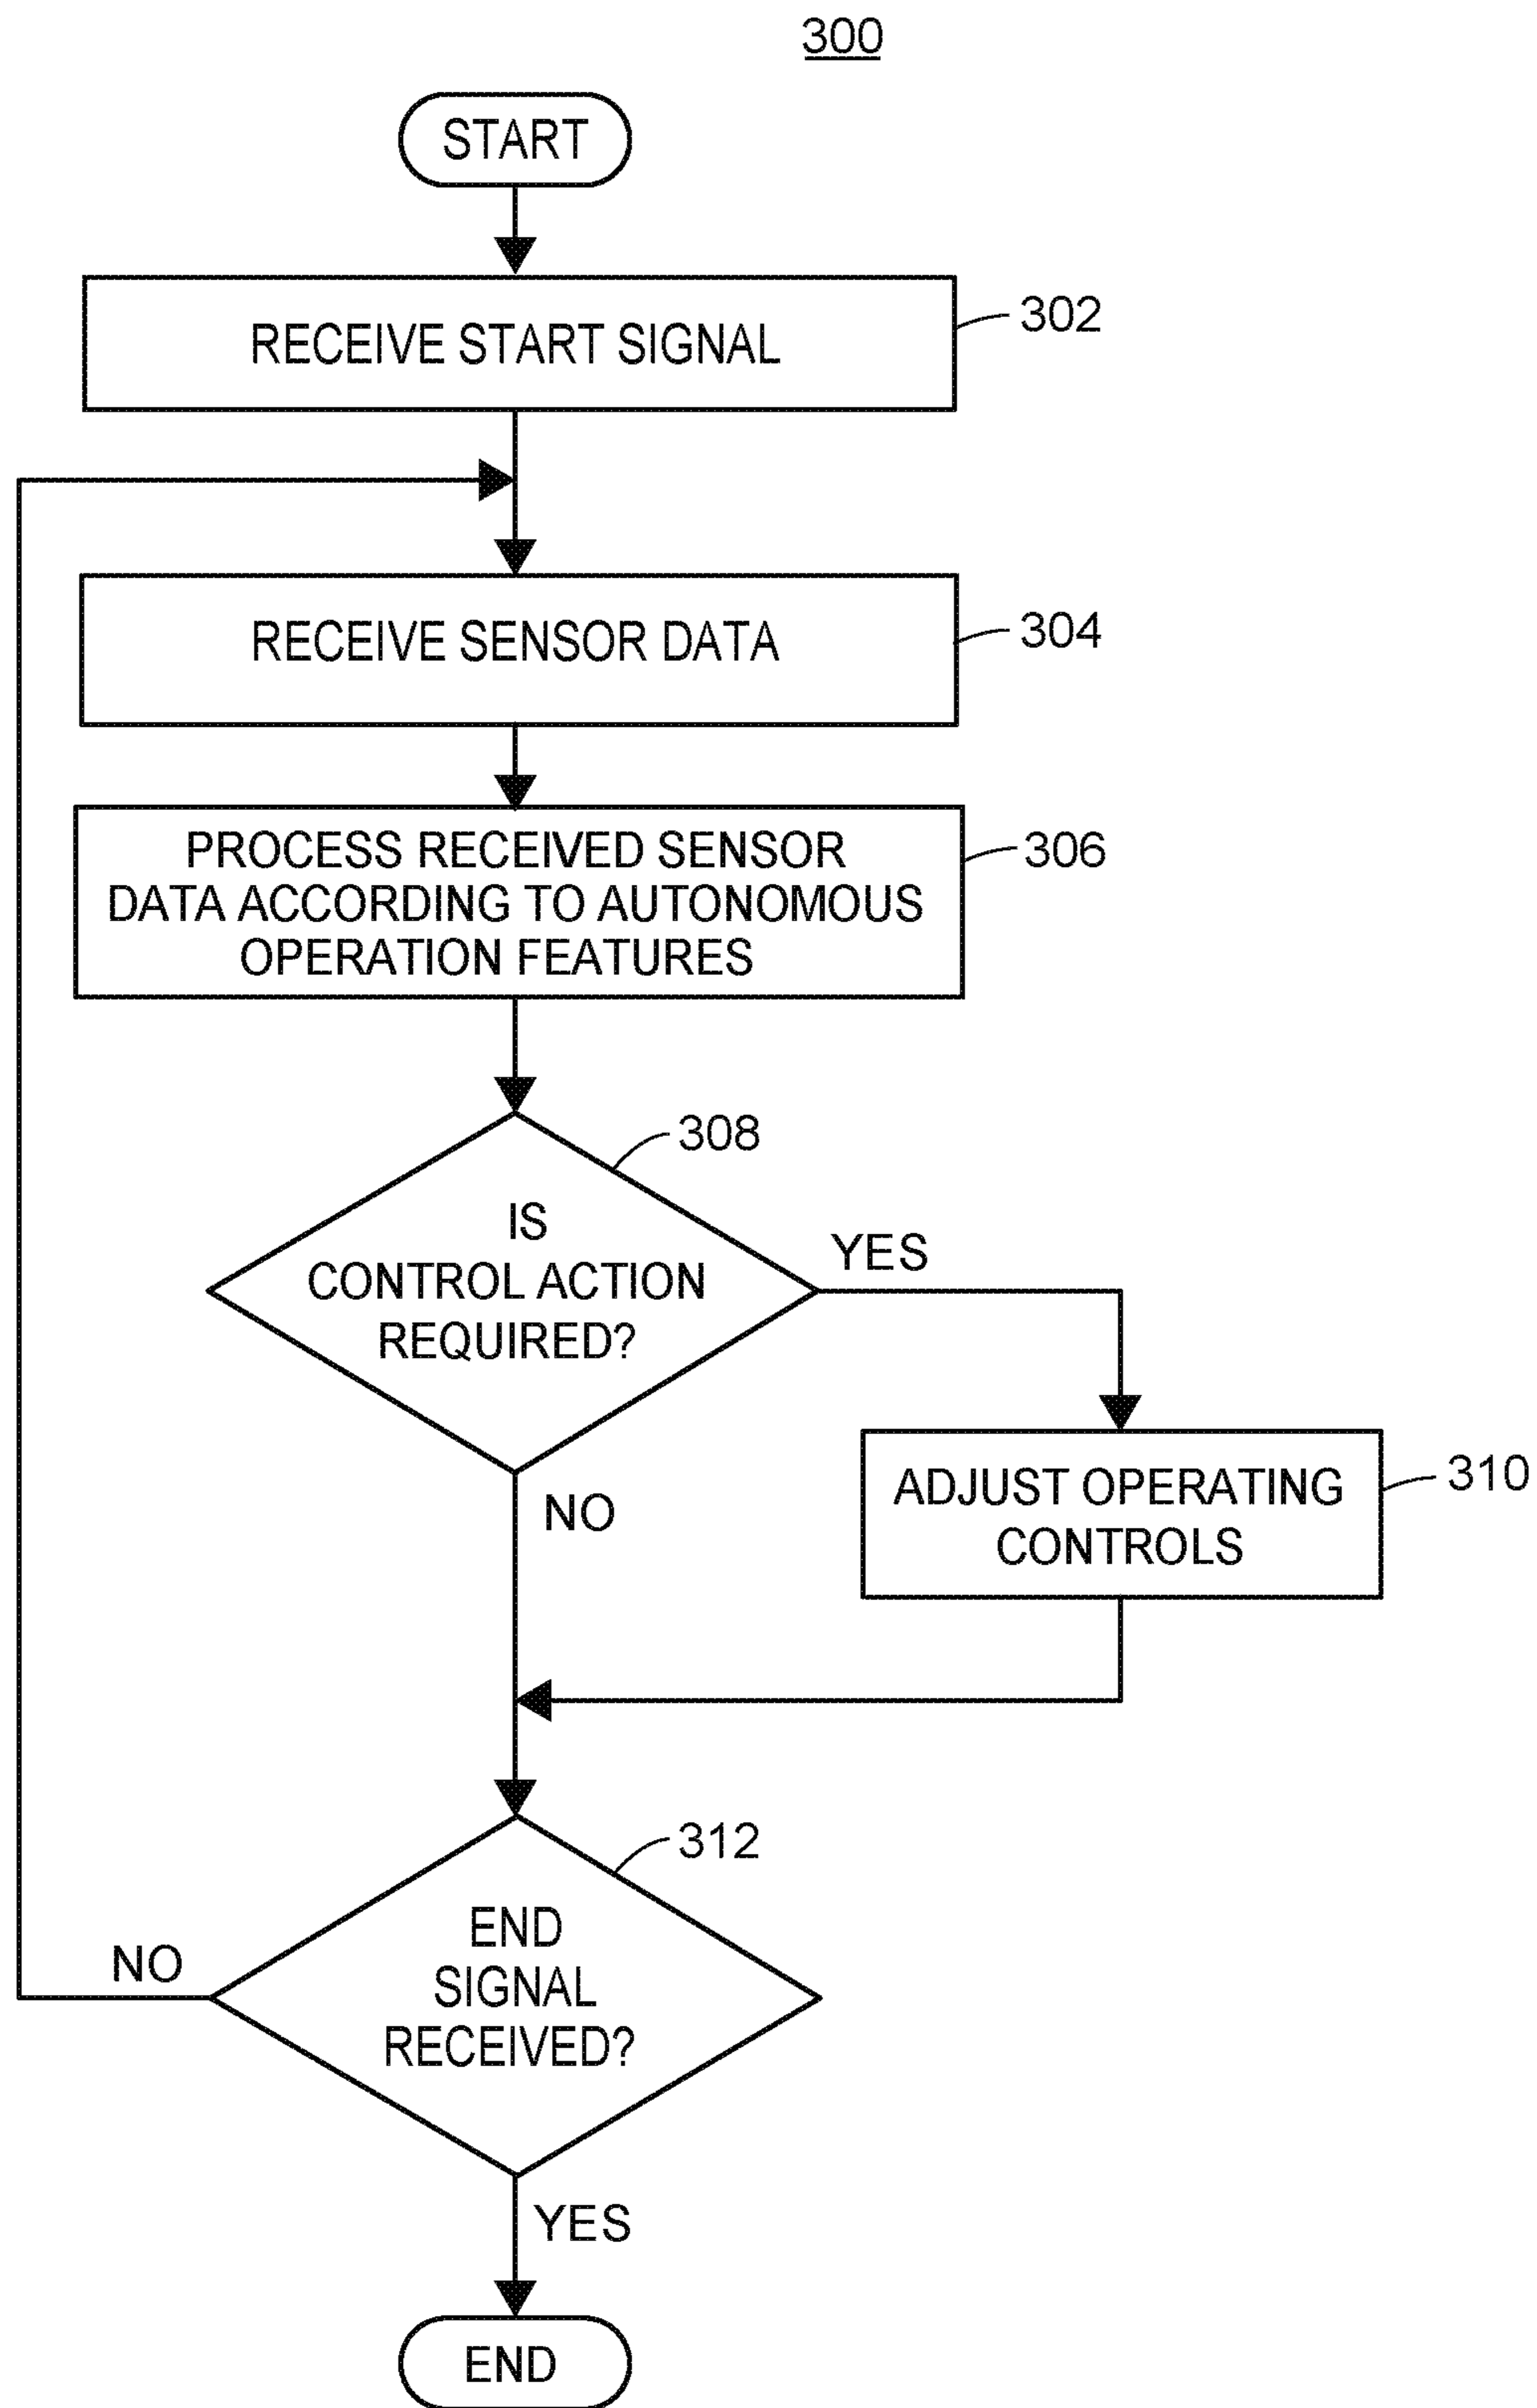 300
START
RECEIVE START SIGNAL
302
RECEIVE SENSOR DATA
304
PROCESS RECEIVED SENSOR
DATA ACCORDING TO AUTONOMOUS
OPERATION FEATURES
306
308
IS
CONTROL ACTION
REQUIRED?
YES
NO
ADJUST OPERATING
CONTROLS
310
312
END
SIGNAL
RECEIVED?
NO
YES
END